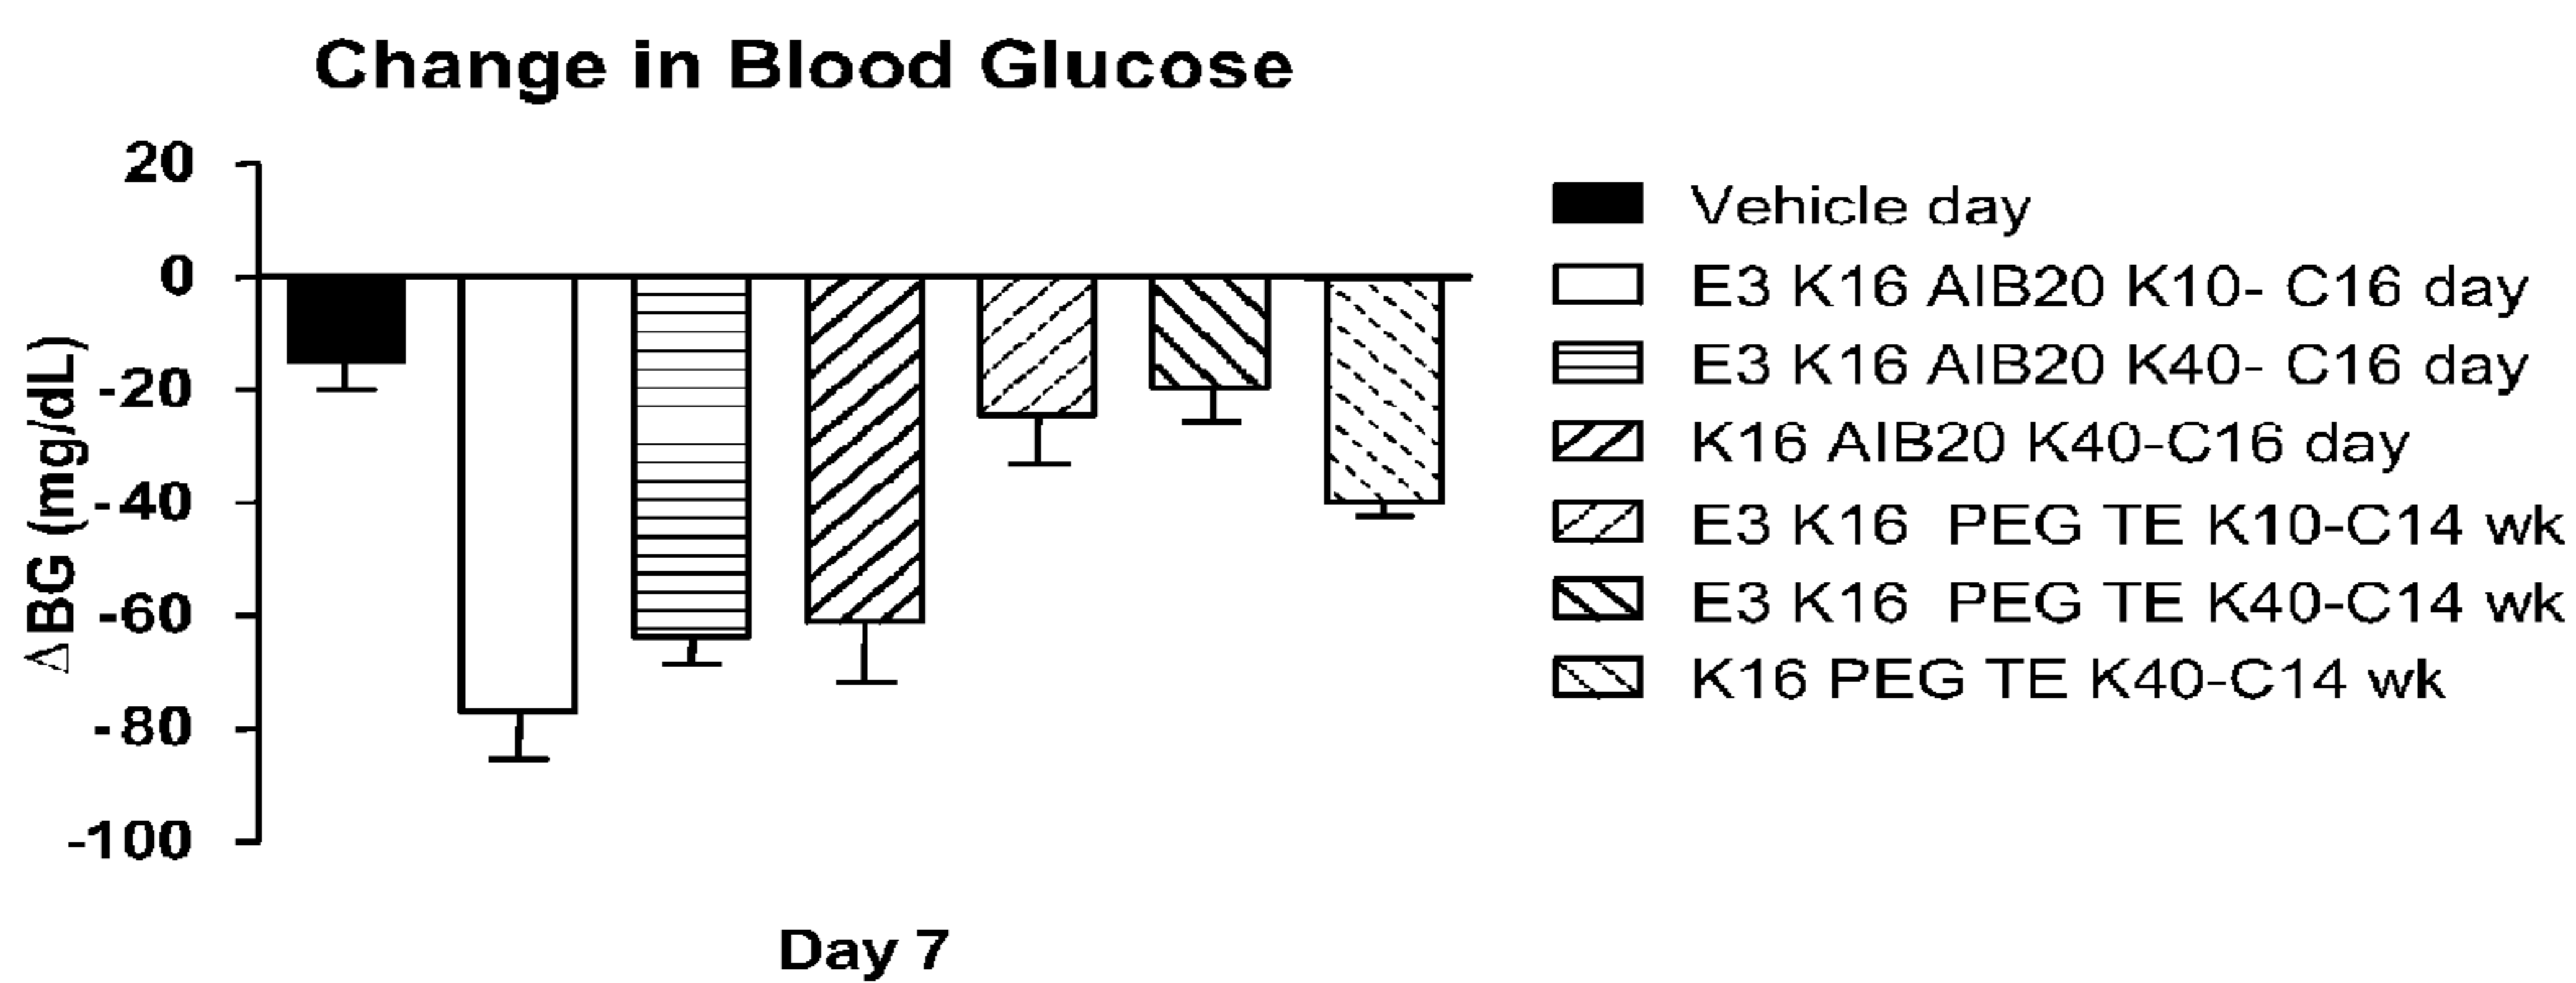 Change in Blood Glucose
20
0
-20
-40
-60
-80
-100
ΔBG (mg/dL)
Day 7
Vehicle day
E3 K16 AIB20 K10- C16 day
E3 K16 AIB20 K40- C16 day
K16 AIB20 K40-C16 day
E3 K16  PEG TE K10-C14 wk
E3 K16  PEG TE K40-C14 wk
K16 PEG TE K40-C14 wk